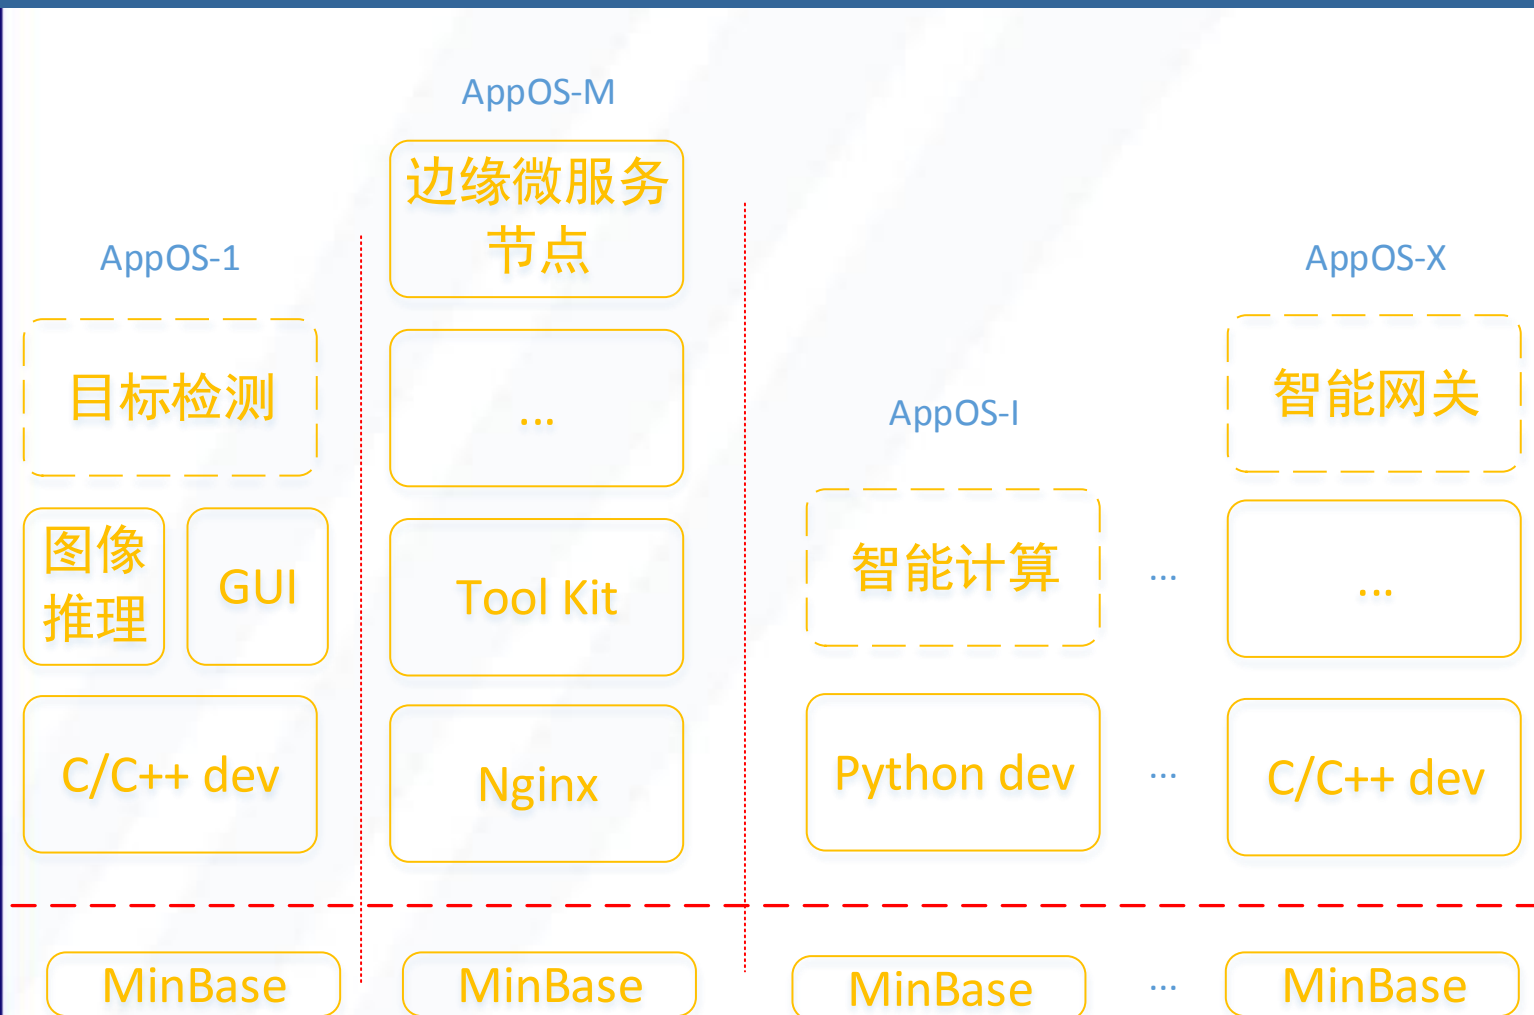 AppOS-1
目标检测
图像
推理
GUI
C/C++ dev
MinBase
AppOS-M
边缘微服务
节点
...
Tool Kit
Nginx
MinBase
AppOS-I
智能计算
Python dev
MinBase
...
...
...
AppOS-X
智能网关
...
C/C++ dev
MinBase